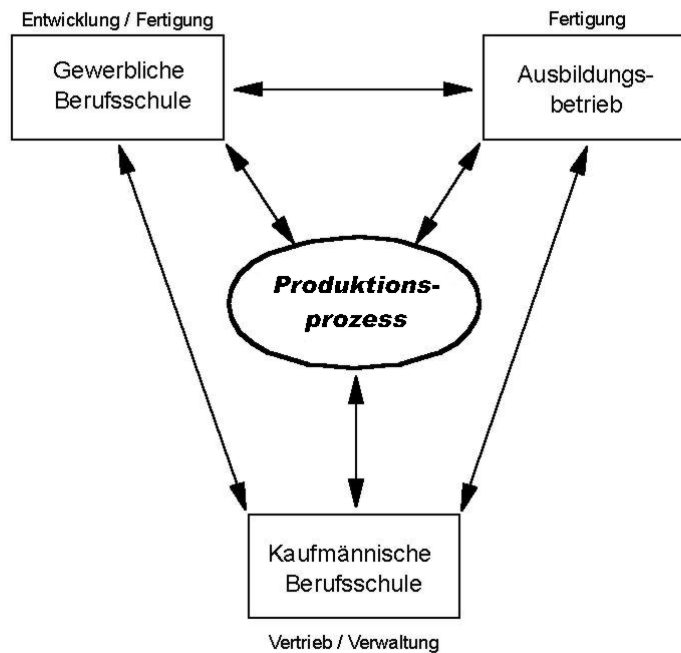 Entwicklung / Fertigung
Gewerbliche
Berufsschule
Fertigung
Ausbildungs-
betrieb
Produktions-
prozess
Kaufmännische
Berufsschule
Vertrieb / Verwaltung